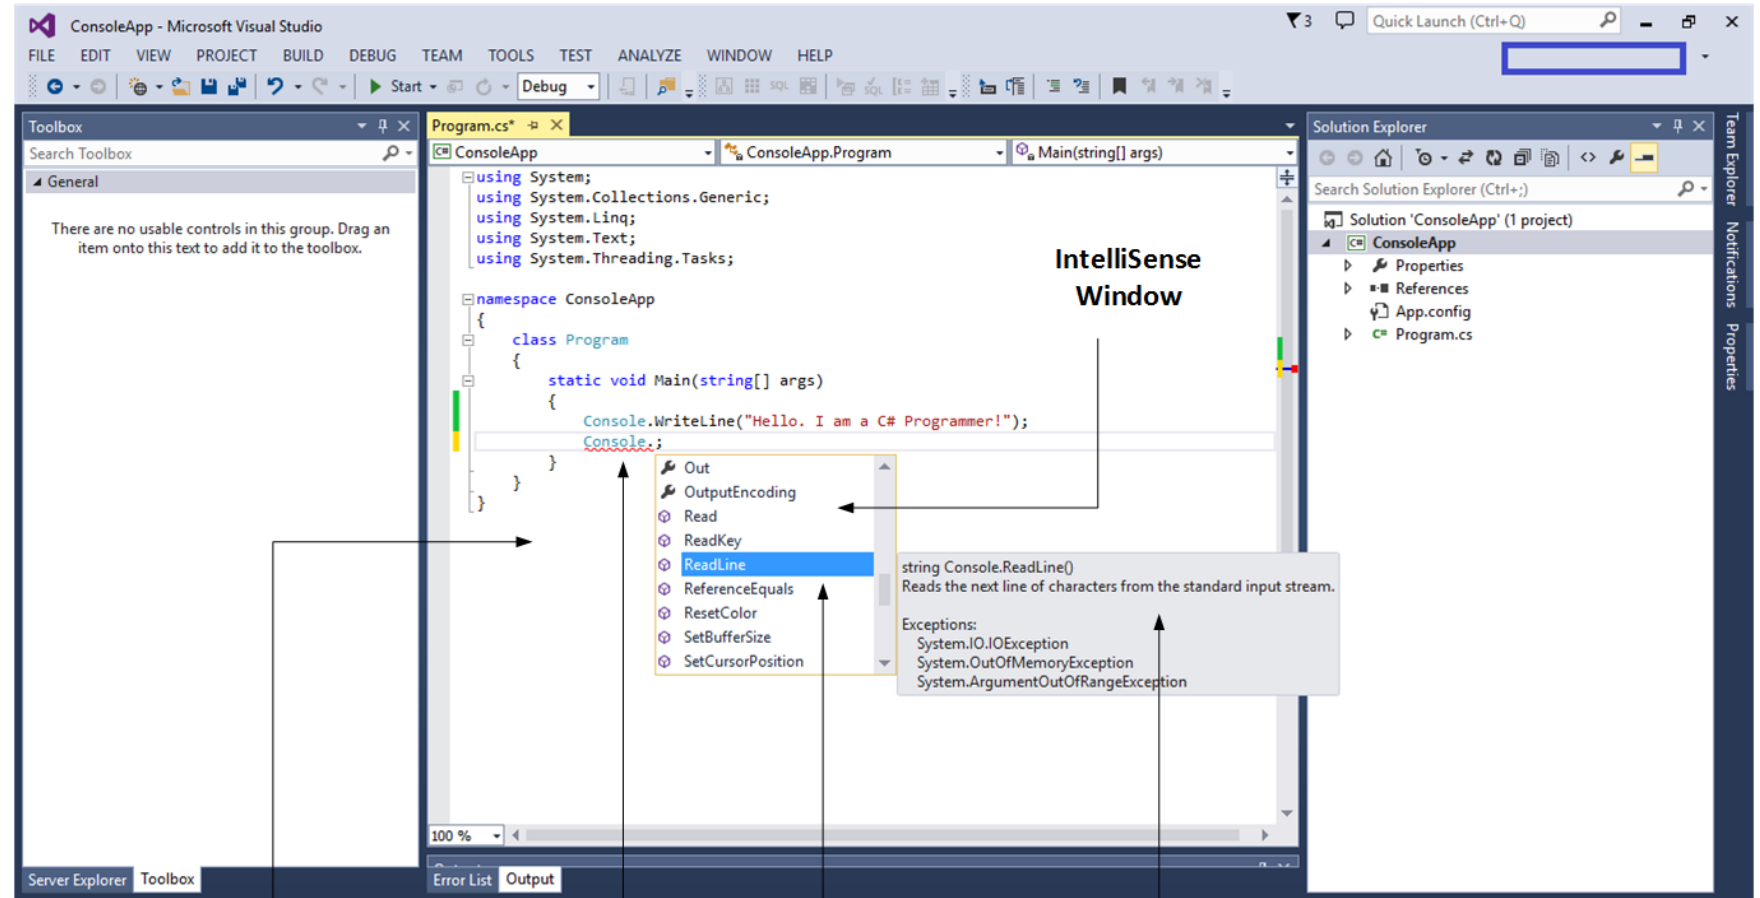 ConsoleApp - Microsoft Visual Studio
3
Quick Launch (Ctrl+Q)
FILE EDIT VIEW PROJECT BUILD DEBUG TEAM TOOLS TEST ANALYZE WINDOW HELP
Start
Debug
SQL
SQL
Toolbox
Search Toolbox
General
There are no usable controls in this group. Drag an
item onto this text to add it to the toolbox.
Server Explorer Toolbox
Program.cs*
C# ConsoleApp
ConsoleApp.Program
Main(string[] args)
using System;
using System.Collections.Generic;
using System.Linq;
using System.Text;
using System.Threading.Tasks;
namespace ConsoleApp
{
class Program
{
static void Main(string[] args)
{
Console.WriteLine("Hello. I am a C# Programmer!");
Console.;
}
}
}
IntelliSense
Window
Out
OutputEncoding
Read
ReadKey
ReadLine
ReferenceEquals
ResetColor
SetBufferSize
SetCursorPosition
string Console.ReadLine()
Reads the next line of characters from the standard input stream.
Exceptions:
System.IO.IOException
System.OutOfMemoryException
System.ArgumentOutOfRangeException
100 %
Error List Output
Solution Explorer
Search Solution Explorer (Ctrl+;)
Solution 'ConsoleApp' (1 project)
C# ConsoleApp
Properties
References
App.config
C# Program.cs
Team Explorer
Notifications
Properties